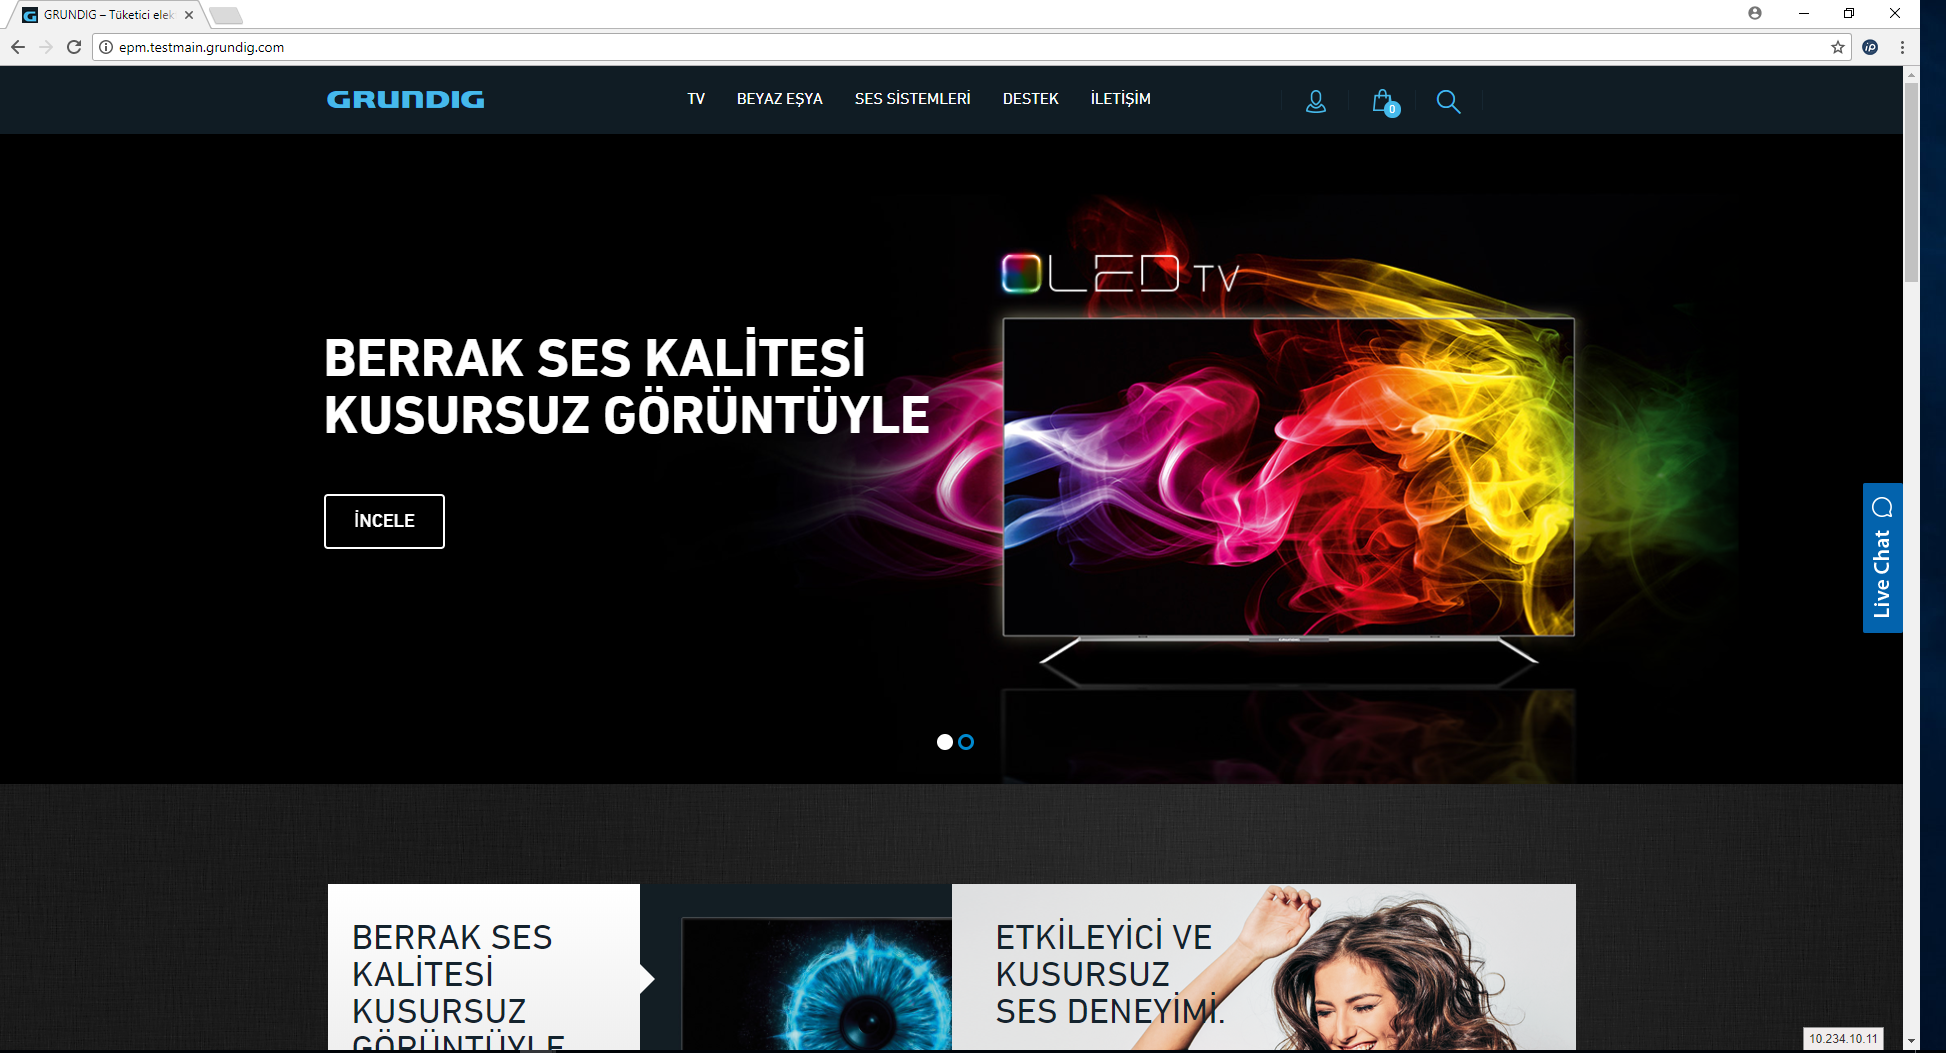 GRUNDIG – Tüketici elek
epm.testmain.grundig.com
GRUNDIG
TV
BEYAZ EŞYA
SES SİSTEMLERİ
DESTEK
İLETİŞİM
0
OLED TV
BERRAK SES KALİTESİ
KUSURSUZ GÖRÜNTÜYLE
İNCELE
Live Chat
BERRAK SES
KALİTESİ
KUSURSUZ
GÖRÜNTÜYLE
ETKİLEYİCİ VE
KUSURSUZ
SES DENEYİMİ.
10.234.10.11